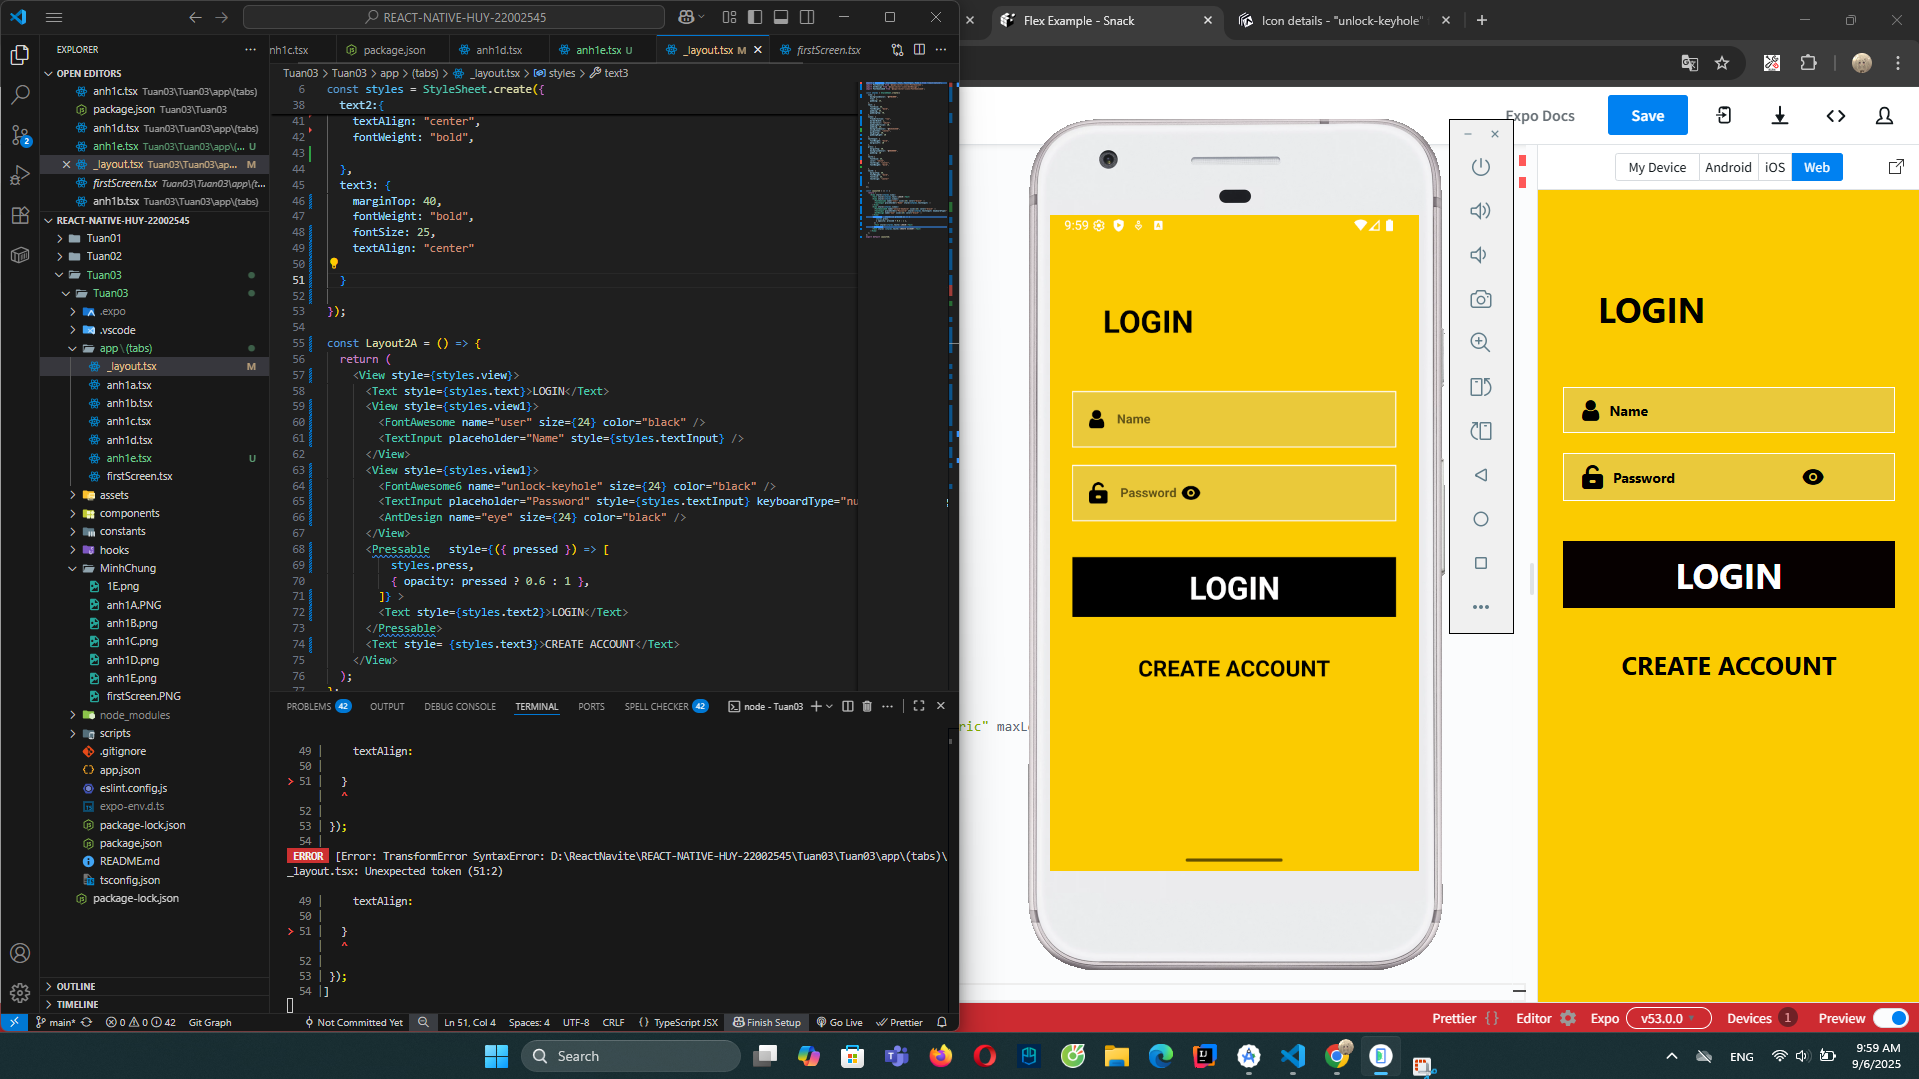 REACT-NATIVE-HUY-22002545
Flex Example - Snack
Icon details - "unlock-keyhole"
EXPLORER
OPEN EDITORS
anh1c.tsx Tuan03\Tuan03\app\(tabs)
package.json Tuan03\Tuan03
anh1d.tsx Tuan03\Tuan03\app\(tabs)
anh1e.tsx Tuan03\Tuan03\app\(... U
_layout.tsx Tuan03\Tuan03\ap... M
firstScreen.tsx Tuan03\Tuan03\app\(t...
anh1b.tsx Tuan03\Tuan03\app\(tabs)
REACT-NATIVE-HUY-22002545
Tuan01
Tuan02
Tuan03
Tuan03
.expo
.vscode
app \ (tabs)
_layout.tsx M
anh1a.tsx
anh1b.tsx
anh1c.tsx
anh1d.tsx
anh1e.tsx U
firstScreen.tsx
assets
components
constants
hooks
MinhChung
1E.png
anh1A.PNG
anh1B.png
anh1C.png
anh1D.png
anh1E.png
firstScreen.PNG
node_modules
scripts
.gitignore
app.json
eslint.config.js
expo-env.d.ts
package-lock.json
package.json
README.md
tsconfig.json
package-lock.json
OUTLINE
TIMELINE
nh1c.tsx package.json anh1d.tsx anh1e.tsx U _layout.tsx M firstScreen.tsx
Tuan03 > Tuan03 > app > (tabs) > _layout.tsx > styles > text3
6 const styles = StyleSheet.create({
38 text2:{
41 textAlign: "center",
42 fontWeight: "bold",
43
44 },
45 text3: {
46 marginTop: 40,
47 fontWeight: "bold",
48 fontSize: 25,
49 textAlign: "center"
50
51 }
52
53 });
54
55 const Layout2A = () => {
56 return (
57 <View style={styles.view}>
58 <Text style={styles.text}>LOGIN</Text>
59 <View style={styles.view1}>
60 <FontAwesome name="user" size={24} color="black" />
61 <TextInput placeholder="Name" style={styles.textInput} />
62 </View>
63 <View style={styles.view1}>
64 <FontAwesome6 name="unlock-keyhole" size={24} color="black" />
65 <TextInput placeholder="Password" style={styles.textInput} keyboardType="nu
66 <AntDesign name="eye" size={24} color="black" />
67 </View>
68 <Pressable style={({ pressed }) => [
69 styles.press,
70 { opacity: pressed ? 0.6 : 1 },
71 ]} >
72 <Text style={styles.text2}>LOGIN</Text>
73 </Pressable>
74 <Text style= {styles.text3}>CREATE ACCOUNT</Text>
75 </View>
76 );
77 };
PROBLEMS 42 OUTPUT DEBUG CONSOLE TERMINAL PORTS SPELL CHECKER 42 node - Tuan03
49 | textAlign:
50 |
> 51 | }
| ^
52 |
53 | });
54 |
ERROR [Error: TransformError SyntaxError: D:\ReactNavite\REACT-NATIVE-HUY-22002545\Tuan03\Tuan03\app\(tabs)\
_layout.tsx: Unexpected token (51:2)
49 | textAlign:
50 |
> 51 | }
| ^
52 |
53 | });
54 |]
main* 0 0 42 Git Graph Not Committed Yet Ln 51, Col 4 Spaces: 4 UTF-8 CRLF {} TypeScript JSX Finish Setup Go Live Prettier
Expo Docs
Save
My Device Android iOS Web
ric" maxL
9:59
LOGIN
Name
Password
LOGIN
CREATE ACCOUNT
LOGIN
Name
Password
LOGIN
CREATE ACCOUNT
Prettier {} Editor Expo v53.0.0 Devices 1 Preview
Search
ENG
9:59 AM
9/6/2025